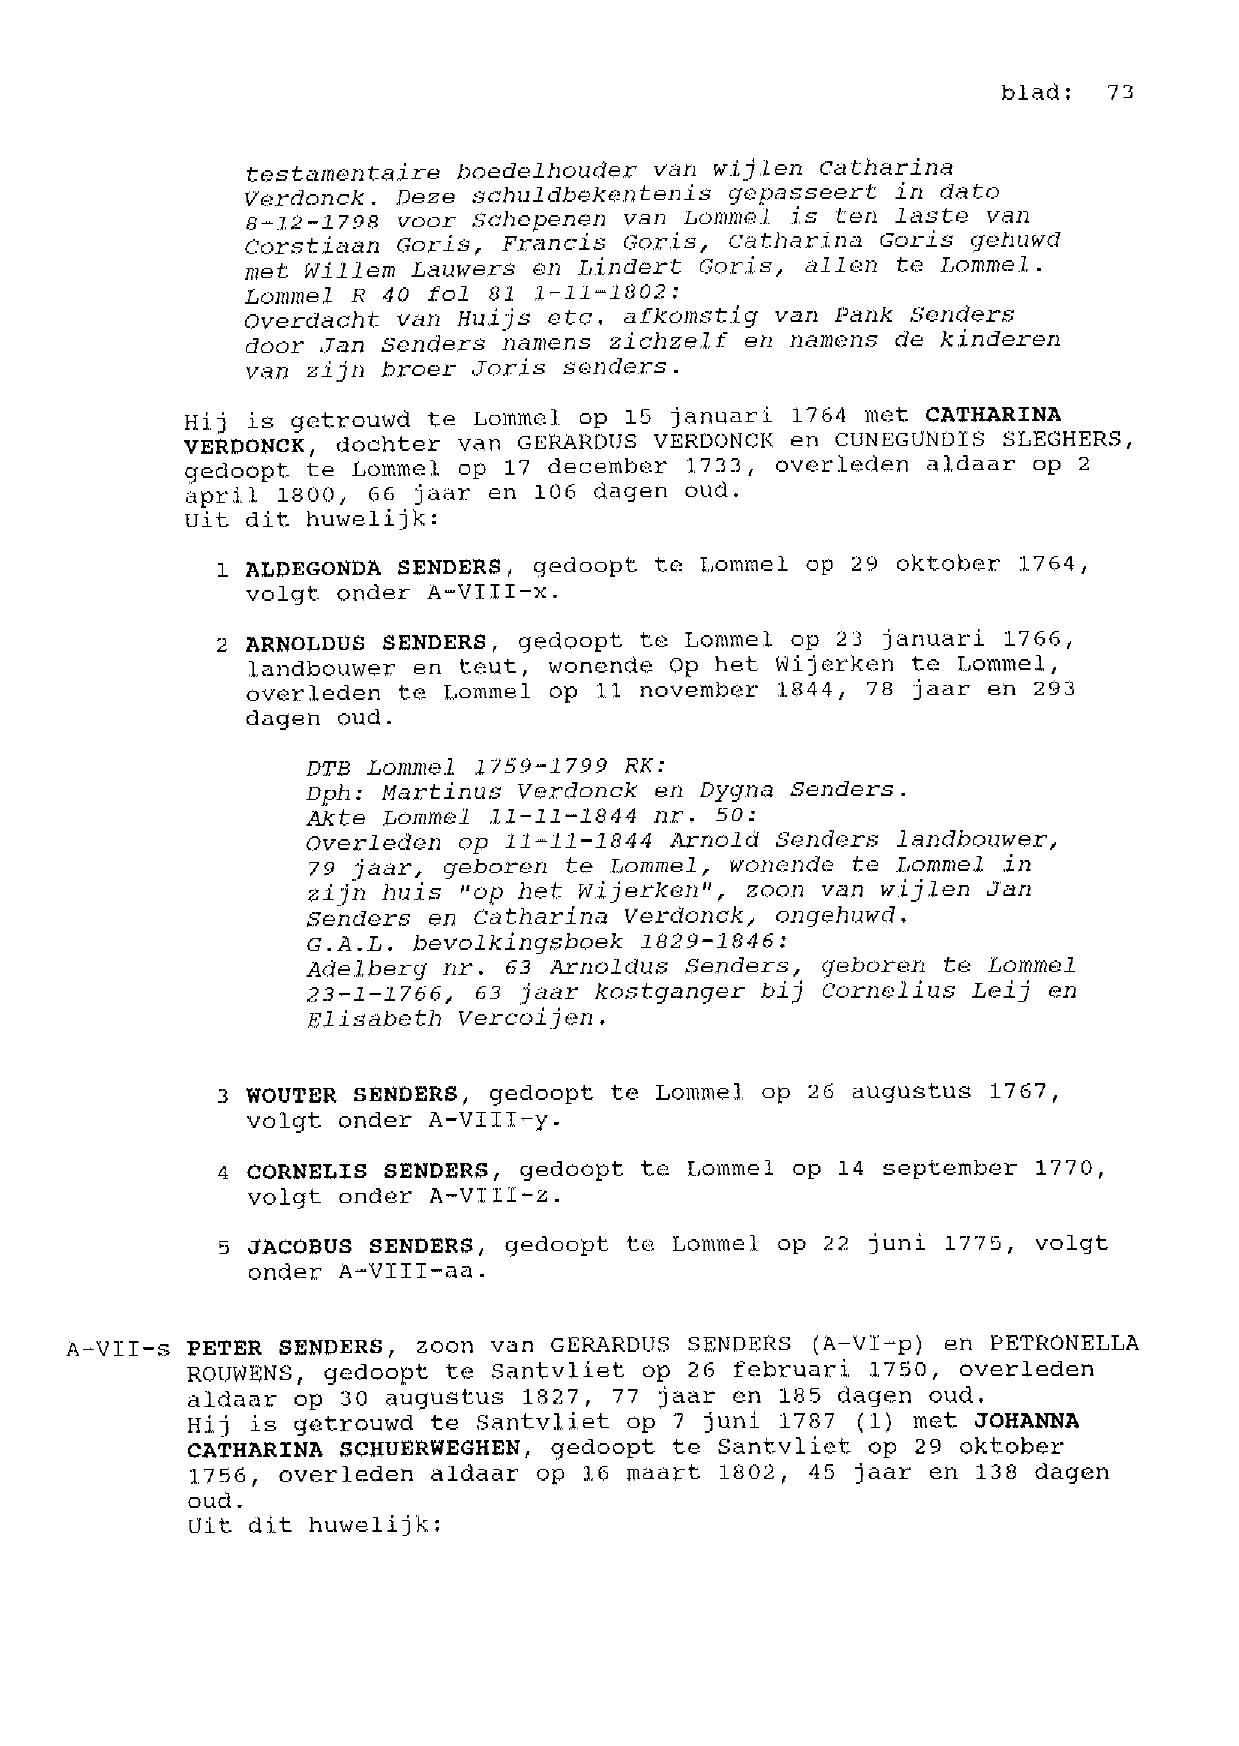 blad: 73
testamentaire boedelhouder van wijlen Catharina
Verdonck. Deze schuldbekentenis gepasseert in dato
8-12-1798 voor Schepenen van Lommel is ten laste van
Corstiaan Goris, Francis Goris, Catharina Goris gehuwd
met Willem Lauwers en Lindert Goris, allen te Lommel.
Lommel R 40 fol 81 1-11-1802:
Overdacht van Huijs etc. afkomstig van Pank Senders
door Jan Senders namens zichzelf en namens de kinderen
van zijn broer Joris senders.
Hij is getrouwd te Lommel op 15 januari 1764 met CATHARINA
VERDONCK, dochter van GERARDUS VERDONCK en CUNEGUNDIS SLEGHERS,
gedoopt te Lommel op 17 december 1733, overleden aldaar op 2
april 1800, 66 jaar en 106 dagen oud.
Uit dit huwelijk:
1 ALDEGONDA SENDERS, gedoopt te Lommel op 29 oktober 1764,
volgt onder A-VIII-x.
2 ARNOLDUS SENDERS, gedoopt te Lommel op 23 januari 1766,
landbouwer en teut, wonende Op het Wijerken te Lommel,
overleden te Lommel op 11 november 1844, 78 jaar en 293
dagen oud.
DTB Lommel 1759-1799 RK:
Dph: Martinus Verdonck en Dygna Senders.
Akte Lommel 11-11-1844 nr. 50:
Overleden op 11-11-1844 Arnold Senders landbouwer,
79 jaar, geboren te Lommel, wonende te Lommel in
zijn huis "op het Wijerken", zoon van wijlen Jan
Senders en Catharina Verdonck, ongehuwd.
G.A.L. bevolkingsboek 1829-1846:
Adelberg nr. 63 Arnoldus Senders, geboren te Lommel
23-1-1766, 63 jaar kostganger bij Cornelius Leij en
Elisabeth Vercoijen.
3 WOUTER SENDERS, gedoopt te Lommel op 26 augustus 1767,
volgt onder A-VIII-y.
4 CORNELIS SENDERS, gedoopt te Lommel op 14 september 1770,
volgt onder A-VIII-z.
5 JACOBUS SENDERS, gedoopt te Lommel op 22 juni 1775, volgt
onder A-VIII-aa.
A-VII-s PETER SENDERS, zoon van GERARDUS SENDERS (A-VI-p) en PETRONELLA
ROUWENS, gedoopt te Santvliet op 26 februari 1750, overleden
aldaar op 30 augustus 1827, 77 jaar en 185 dagen oud.
Hij is getrouwd te Santvliet op 7 juni 1787 (1) met JOHANNA
CATHARINA SCHUERWEGHEN, gedoopt te Santvliet op 29 oktober
1756, overleden aldaar op 16 maart 1802, 45 jaar en 138 dagen
oud.
Uit dit huwelijk: